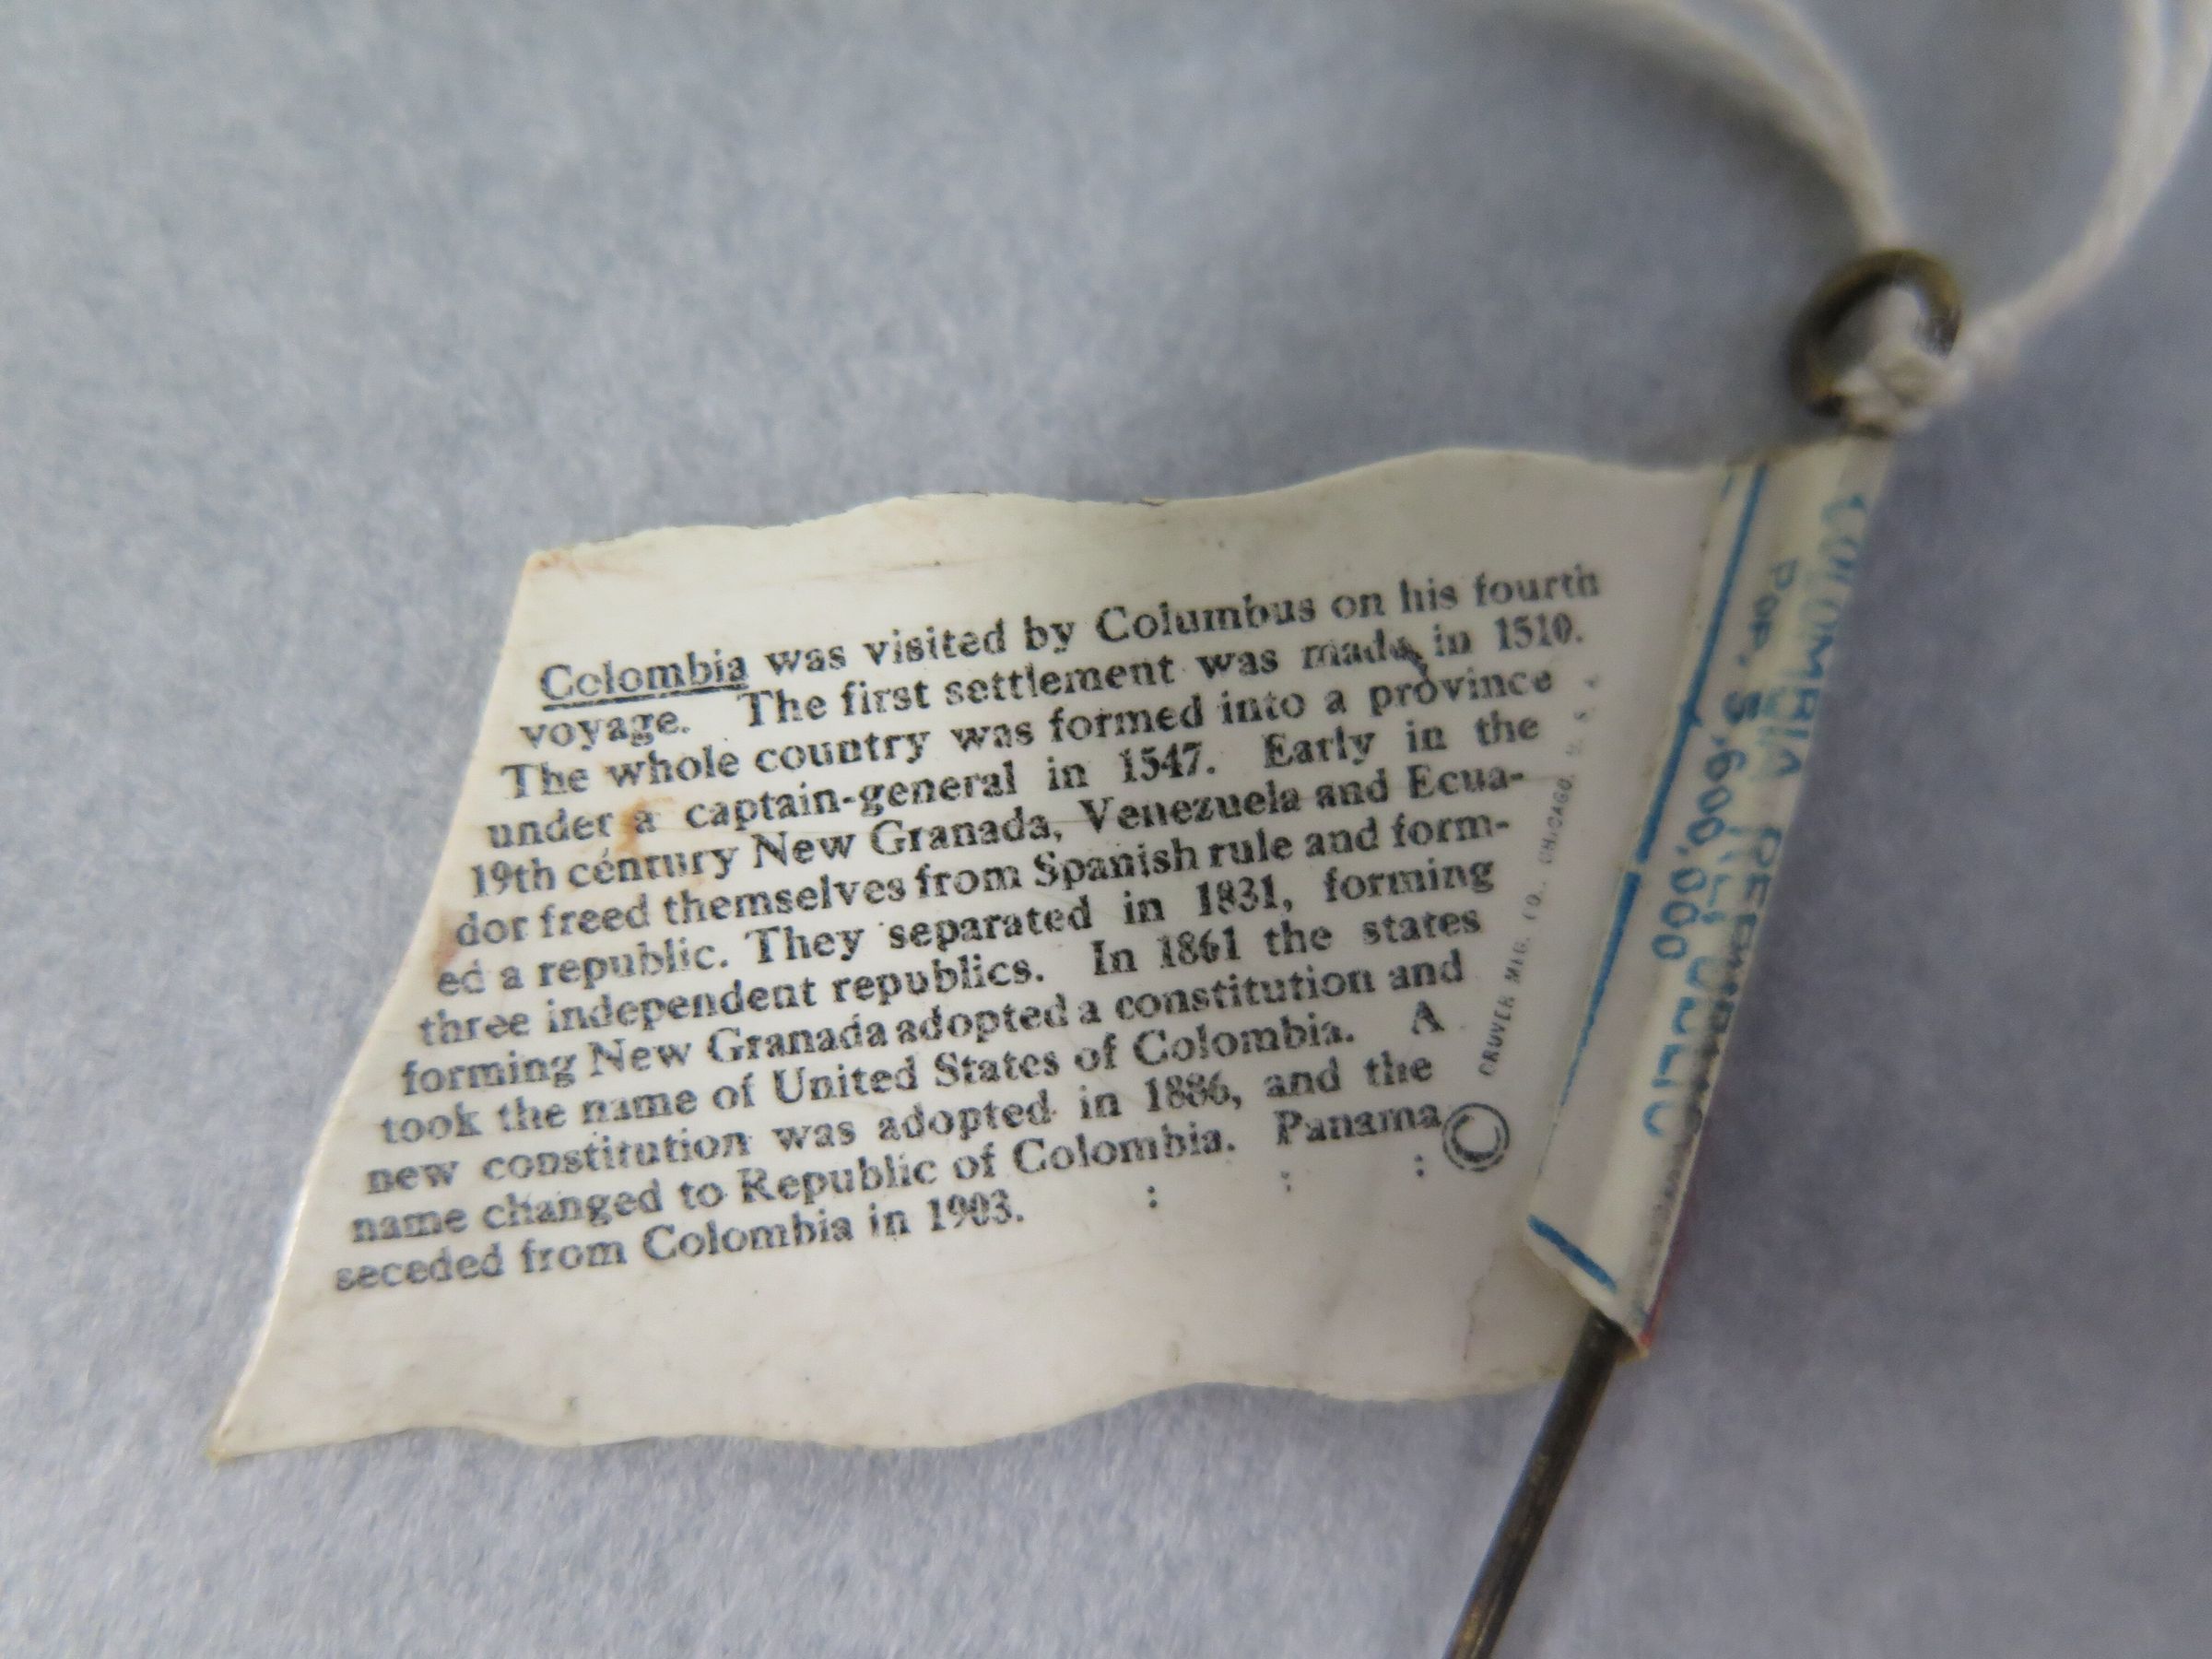 Colombia was visited by Columbus on his fourth
voyage. The first settlement was made in 1510.
The whole country was formed into a province
under a captain-general in 1547. Early in the
19th century New Granada, Venezuela and Ecua-
dor freed themselves from Spanish rule and form-
ed a republic. They separated in 1831, forming
three independent republics. In 1861 the states
forming New Granada adopted a constitution and
took the name of United States of Colombia. A
new constitution was adopted in 1886, and the
name changed to Republic of Colombia. Panama
seceded from Colombia in 1903. : : :
MFG. CO., CHICAGO, U. S. A.
COLOMBIA REPUBLIC
Pop. 5,600,000